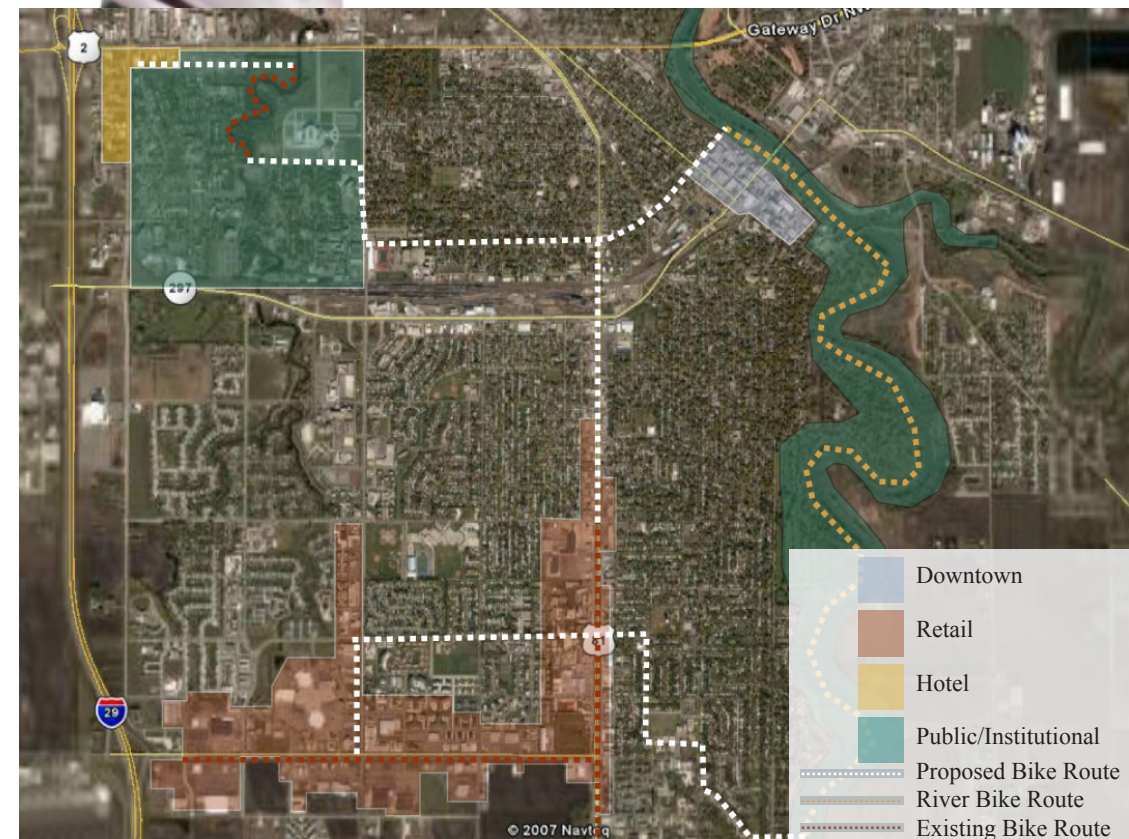 Gateway Dr NW
2
297
29
81
Downtown
Retail
Hotel
Public/Institutional
Proposed Bike Route
River Bike Route
Existing Bike Route
© 2007 Navteq